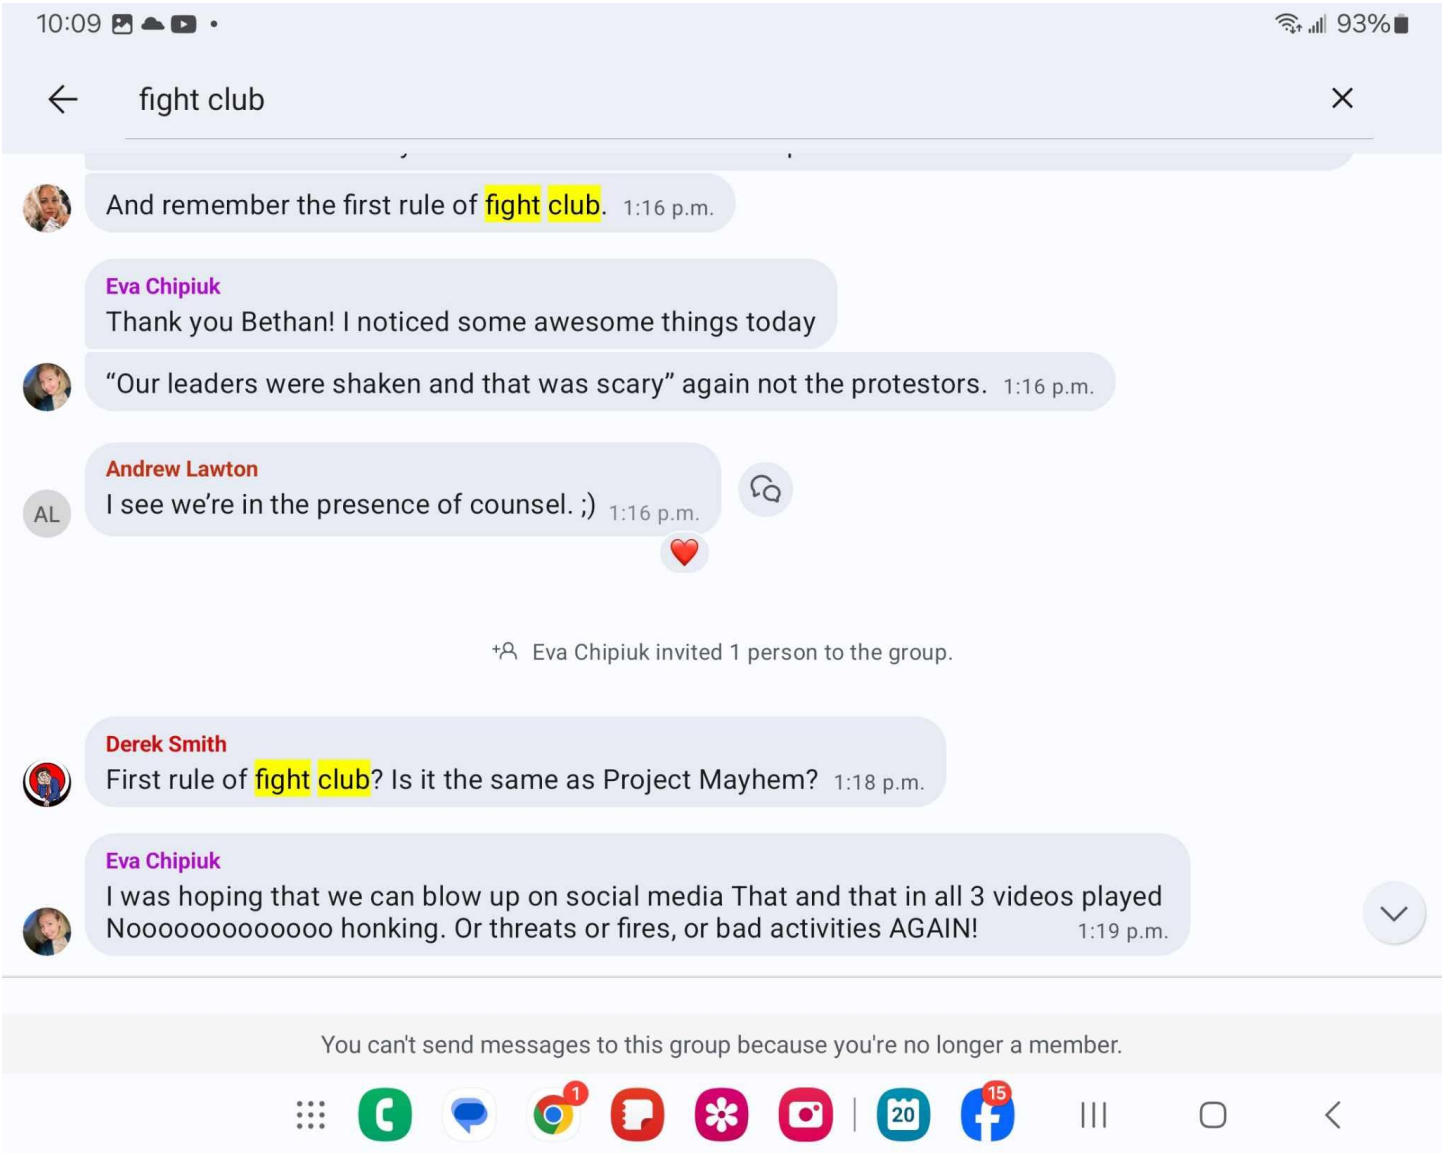 10:09
93%
fight club
And remember the first rule of fight club. 1:16 p.m.
Eva Chipiuk
Thank you Bethan! I noticed some awesome things today
“Our leaders were shaken and that was scary” again not the protestors. 1:16 p.m.
Andrew Lawton
AL
I see we’re in the presence of counsel. ;) 1:16 p.m.
Eva Chipiuk invited 1 person to the group.
Derek Smith
First rule of fight club? Is it the same as Project Mayhem? 1:18 p.m.
Eva Chipiuk
I was hoping that we can blow up on social media That and that in all 3 videos played
Nooooooooooooo honking. Or threats or fires, or bad activities AGAIN! 1:19 p.m.
You can't send messages to this group because you're no longer a member.
1
20
15